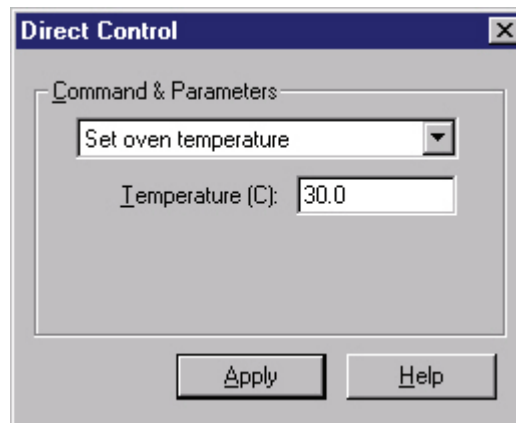 Direct Control
Command & Parameters
Set oven temperature
Temperature (C): 30.0
Apply Help